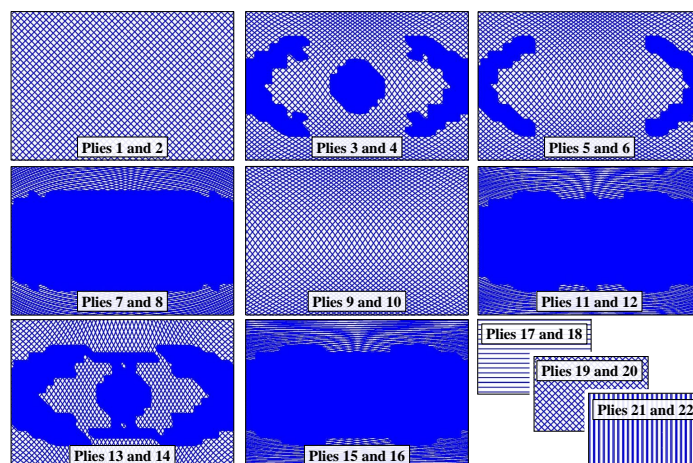 Plies 1 and 2
Plies 3 and 4
Plies 5 and 6
Plies 7 and 8
Plies 9 and 10
Plies 11 and 12
Plies 13 and 14
Plies 15 and 16
Plies 17 and 18
Plies 19 and 20
Plies 21 and 22